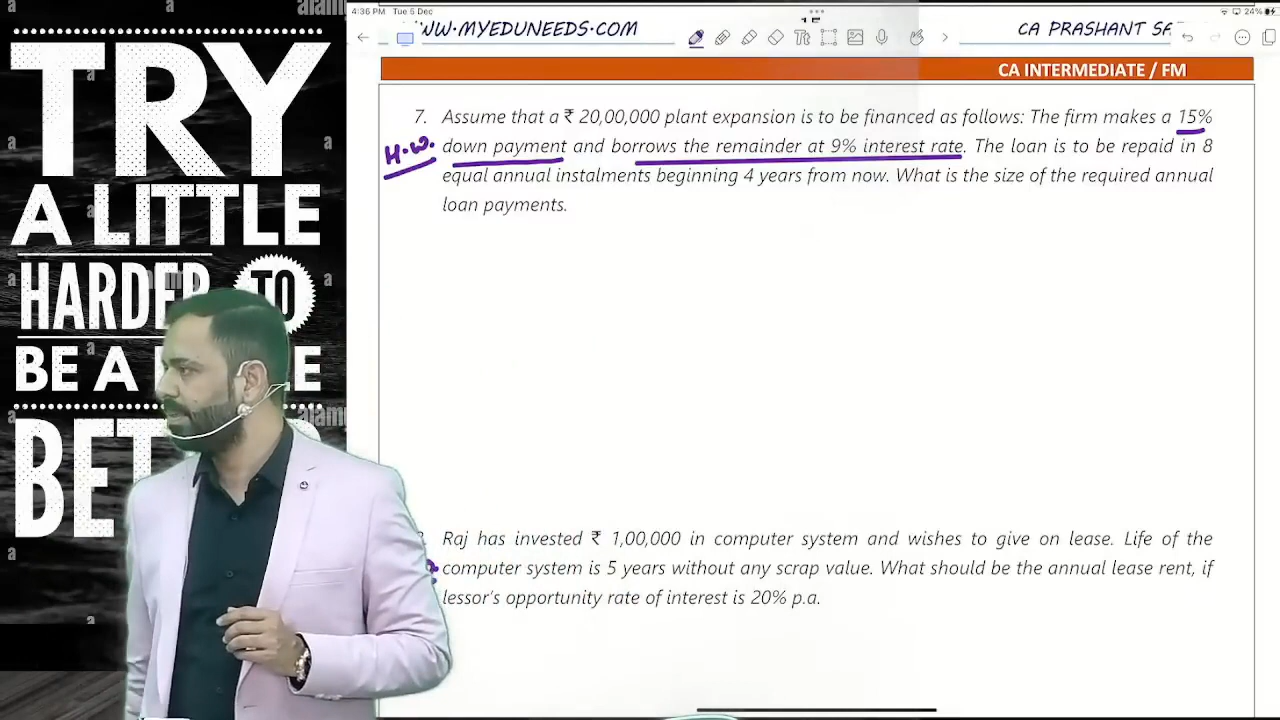 4:36 PM Tue 5 Dec
24%
WW.MYEDUNEEDS.COM
CA PRASHANT SA
CA INTERMEDIATE / FM
TRY
A LITTLE
HARDER TO
BE A
BET
alamy
a
7. Assume that a ₹ 20,00,000 plant expansion is to be financed as follows: The firm makes a 15%
H.W. down payment and borrows the remainder at 9% interest rate. The loan is to be repaid in 8
equal annual instalments beginning 4 years from now. What is the size of the required annual
loan payments.
Raj has invested ₹ 1,00,000 in computer system and wishes to give on lease. Life of the
computer system is 5 years without any scrap value. What should be the annual lease rent, if
lessor's opportunity rate of interest is 20% p.a.